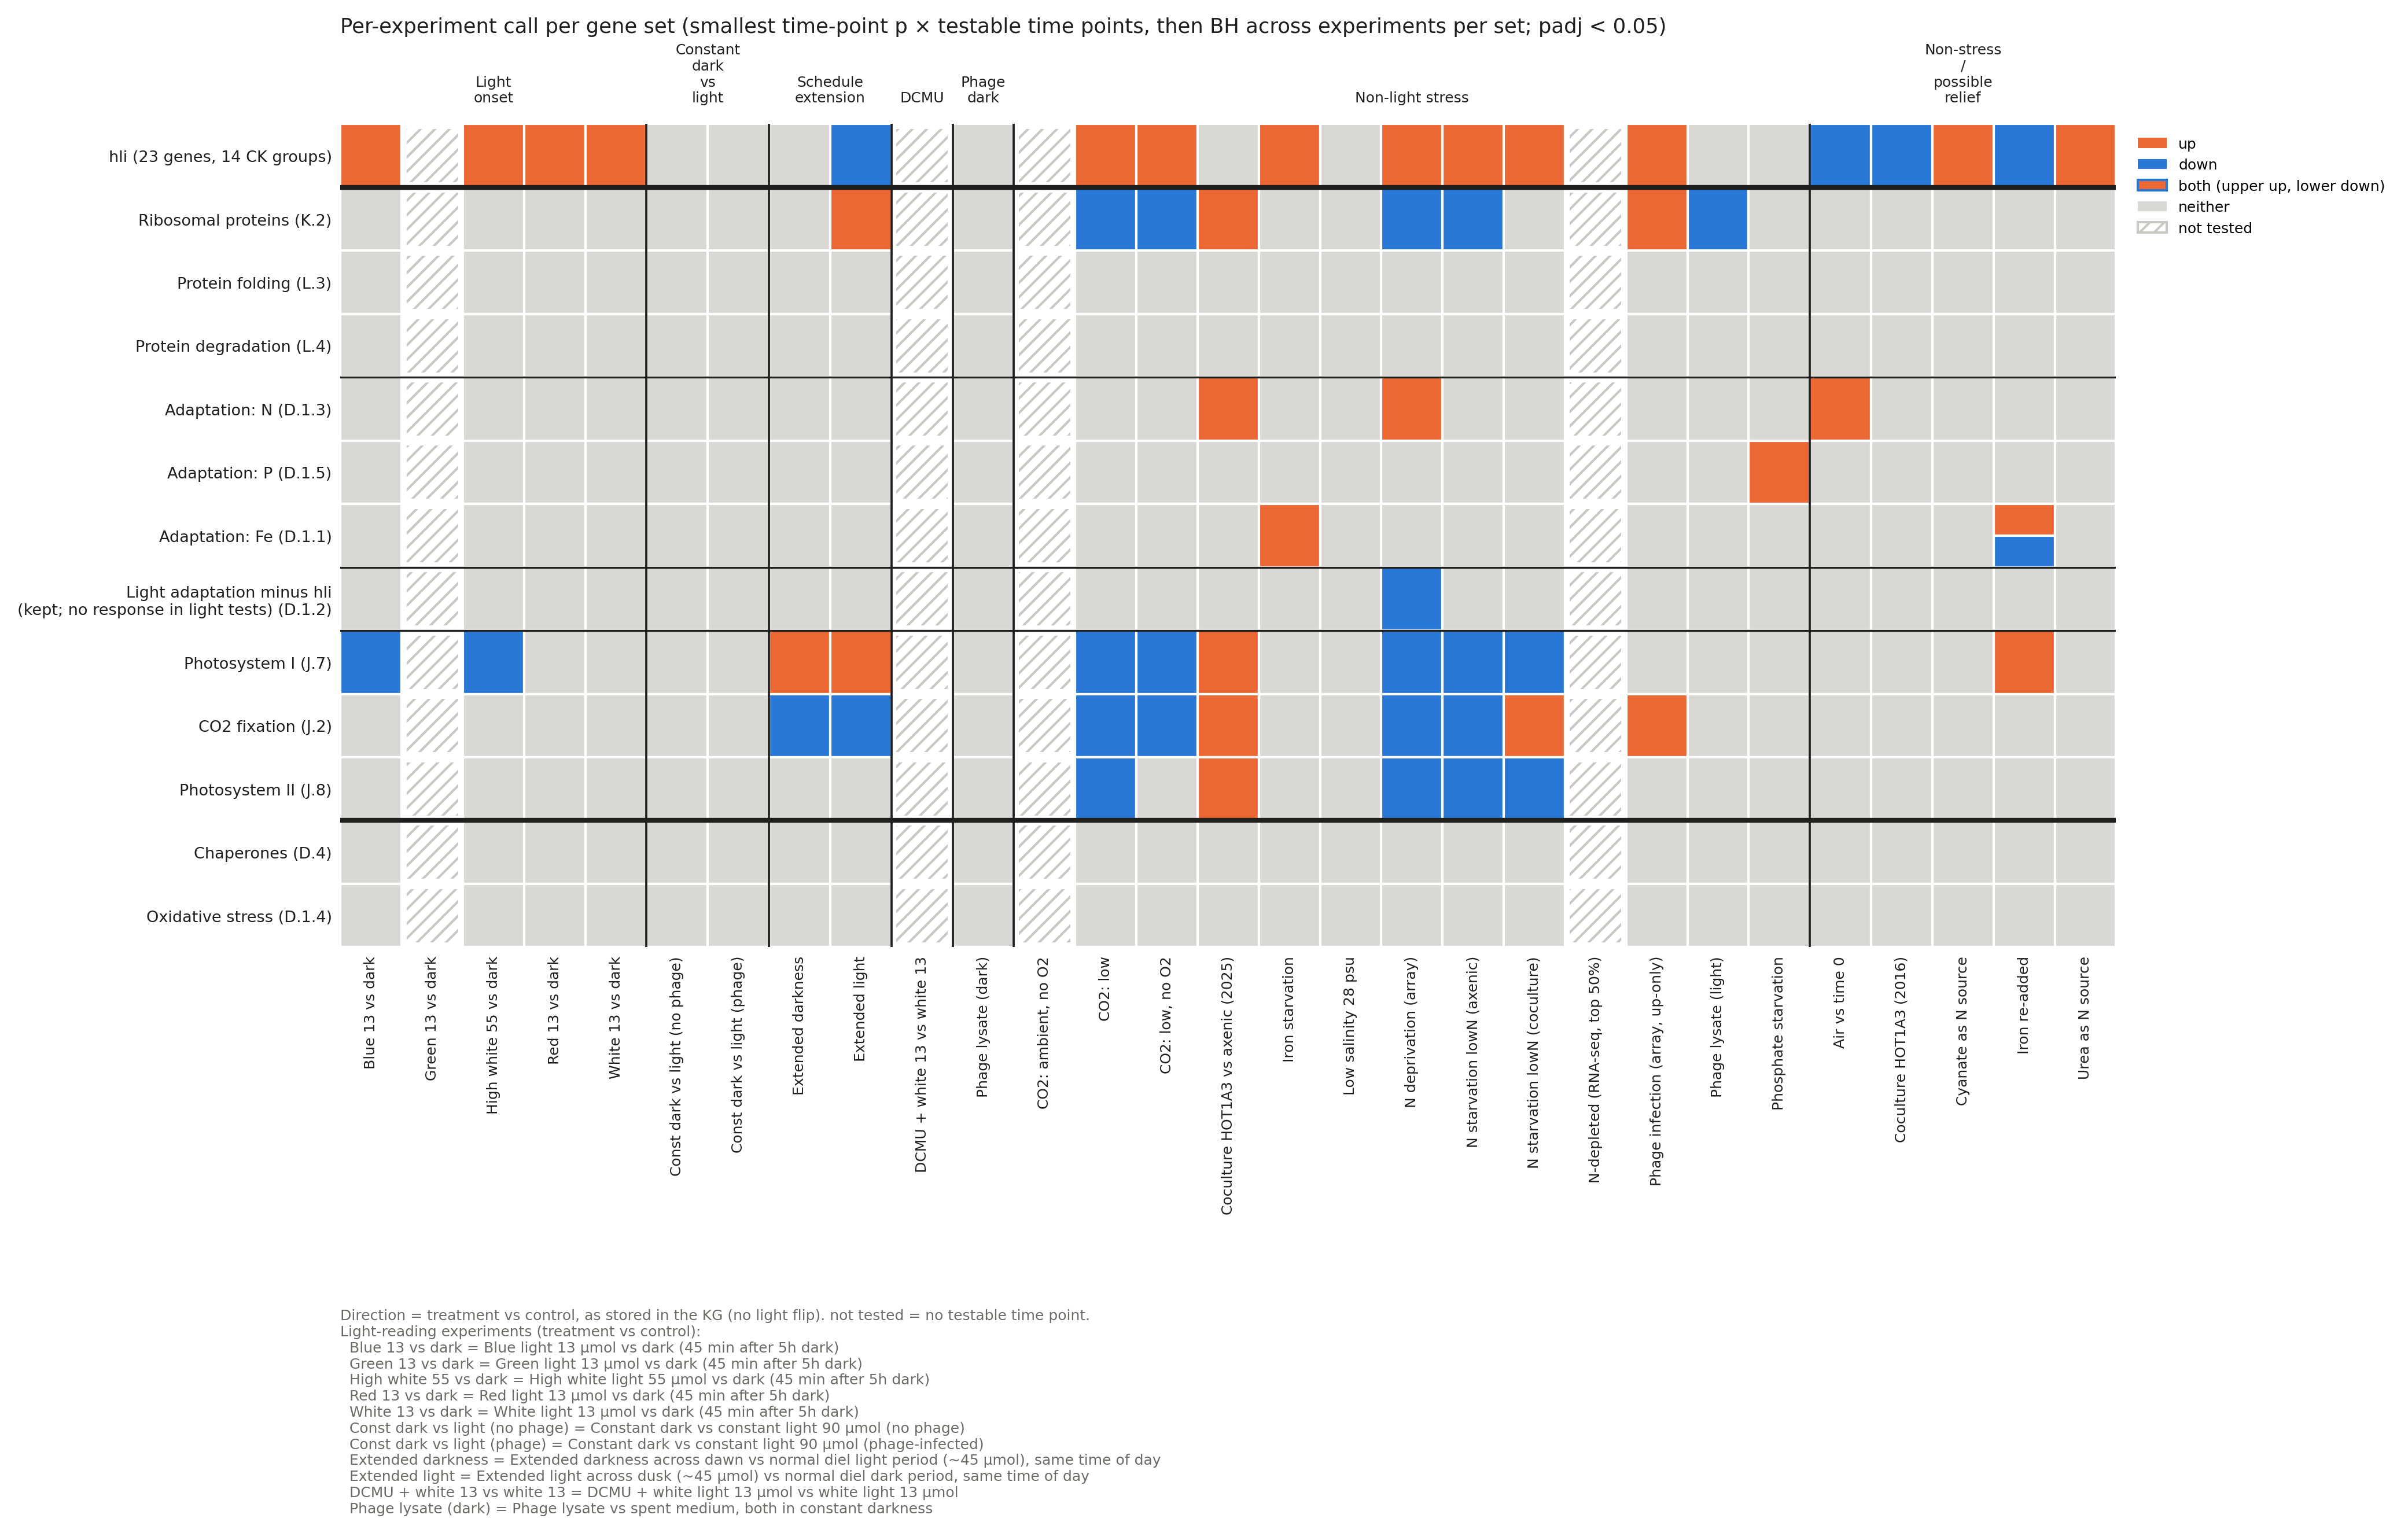 Per-experiment call per gene set (smallest time-point p × testable time points, then BH across experiments per set; padj < 0.05)
Light
onset
Constant
dark
vs
light
Schedule
extension
DCMU
Phage
dark
Non-light stress
Non-stress
/
possible
relief
hli (23 genes, 14 CK groups)
Ribosomal proteins (K.2)
Protein folding (L.3)
Protein degradation (L.4)
Adaptation: N (D.1.3)
Adaptation: P (D.1.5)
Adaptation: Fe (D.1.1)
Light adaptation minus hli
(kept; no response in light tests) (D.1.2)
Photosystem I (J.7)
CO2 fixation (J.2)
Photosystem II (J.8)
Chaperones (D.4)
Oxidative stress (D.1.4)
up
down
both (upper up, lower down)
neither
not tested
Blue 13 vs dark
Green 13 vs dark
High white 55 vs dark
Red 13 vs dark
White 13 vs dark
Const dark vs light (no phage)
Const dark vs light (phage)
Extended darkness
Extended light
DCMU + white 13 vs white 13
Phage lysate (dark)
CO2: ambient, no O2
CO2: low
CO2: low, no O2
Coculture HOT1A3 vs axenic (2025)
Iron starvation
Low salinity 28 psu
N deprivation (array)
N starvation lowN (axenic)
N starvation lowN (coculture)
N-depleted (RNA-seq, top 50%)
Phage infection (array, up-only)
Phage lysate (light)
Phosphate starvation
Air vs time 0
Coculture HOT1A3 (2016)
Cyanate as N source
Iron re-added
Urea as N source
Direction = treatment vs control, as stored in the KG (no light flip). not tested = no testable time point.
Light-reading experiments (treatment vs control):
Blue 13 vs dark = Blue light 13 µmol vs dark (45 min after 5h dark)
Green 13 vs dark = Green light 13 µmol vs dark (45 min after 5h dark)
High white 55 vs dark = High white light 55 µmol vs dark (45 min after 5h dark)
Red 13 vs dark = Red light 13 µmol vs dark (45 min after 5h dark)
White 13 vs dark = White light 13 µmol vs dark (45 min after 5h dark)
Const dark vs light (no phage) = Constant dark vs constant light 90 µmol (no phage)
Const dark vs light (phage) = Constant dark vs constant light 90 µmol (phage-infected)
Extended darkness = Extended darkness across dawn vs normal diel light period (~45 µmol), same time of day
Extended light = Extended light across dusk (~45 µmol) vs normal diel dark period, same time of day
DCMU + white 13 vs white 13 = DCMU + white light 13 µmol vs white light 13 µmol
Phage lysate (dark) = Phage lysate vs spent medium, both in constant darkness